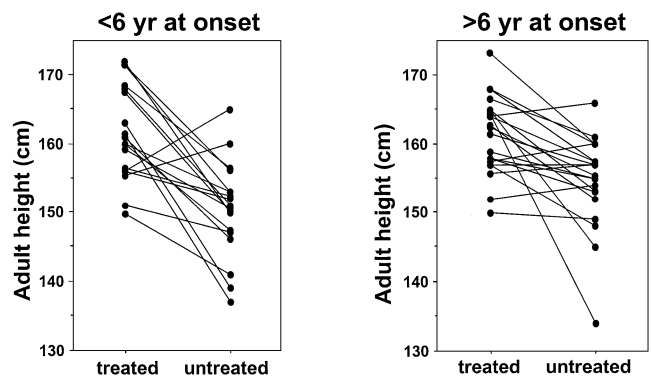 <6 yr at onset
Adult height (cm)
170
160
150
140
130
treated untreated
>6 yr at onset
Adult height (cm)
170
160
150
140
130
treated untreated